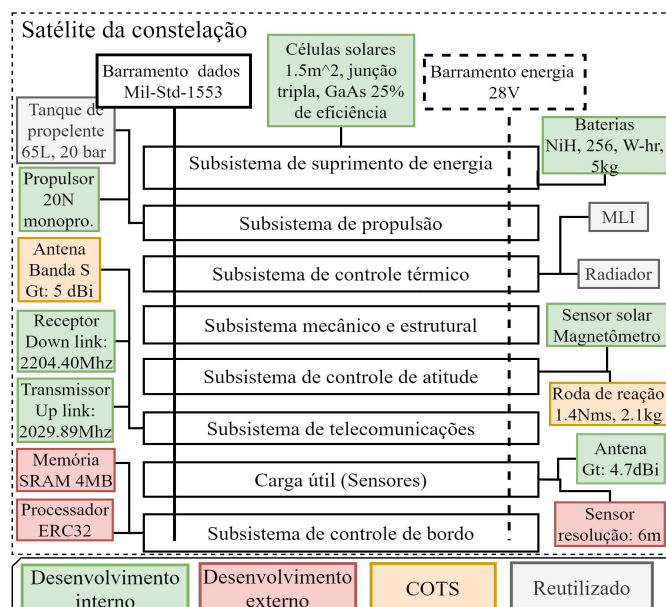 Satélite da constelação
Barramento dados
Mil-Std-1553
Células solares
1.5m^2, junção
tripla, GaAs 25%
de eficiência
Barramento energia
28V
Tanque de
propelente
65L, 20 bar
Baterias
NiH, 256, W-hr,
5kg
Subsistema de suprimento de energia
Propulsor
20N
monopro.
Subsistema de propulsão
MLI
Antena
Banda S
Gt: 5 dBi
Subsistema de controle térmico
Radiador
Receptor
Down link:
2204.40Mhz
Subsistema mecânico e estrutural
Sensor solar
Magnetômetro
Subsistema de controle de atitude
Transmissor
Up link:
2029.89Mhz
Roda de reação
1.4Nms, 2.1kg
Subsistema de telecomunicações
Memória
SRAM 4MB
Carga útil (Sensores)
Antena
Gt: 4.7dBi
Processador
ERC32
Subsistema de controle de bordo
Sensor
resolução: 6m
Desenvolvimento
interno
Desenvolvimento
externo
COTS
Reutilizado